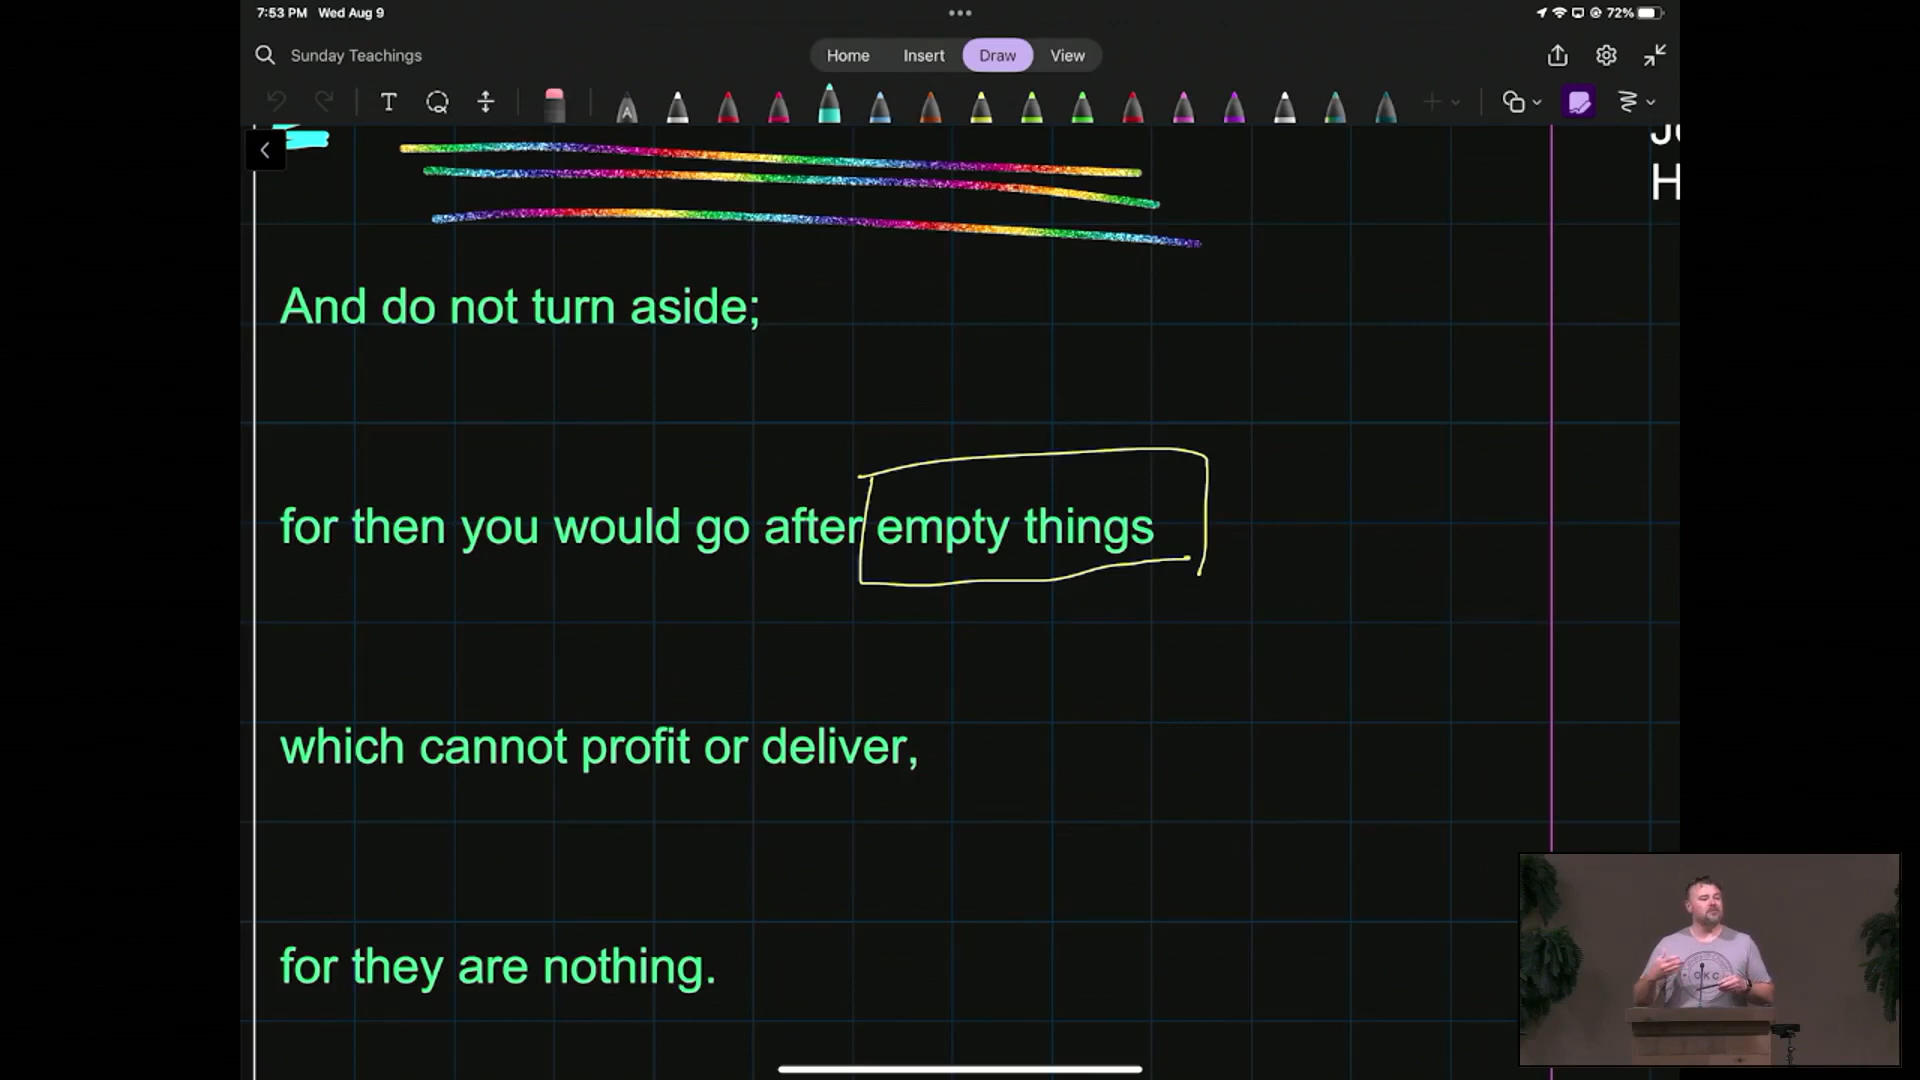 7:53 PM Wed Aug 9
72%
Sunday Teachings
Home Insert Draw View
T
A
H
And do not turn aside;
for then you would go after empty things
which cannot profit or deliver,
for they are nothing.
OKC